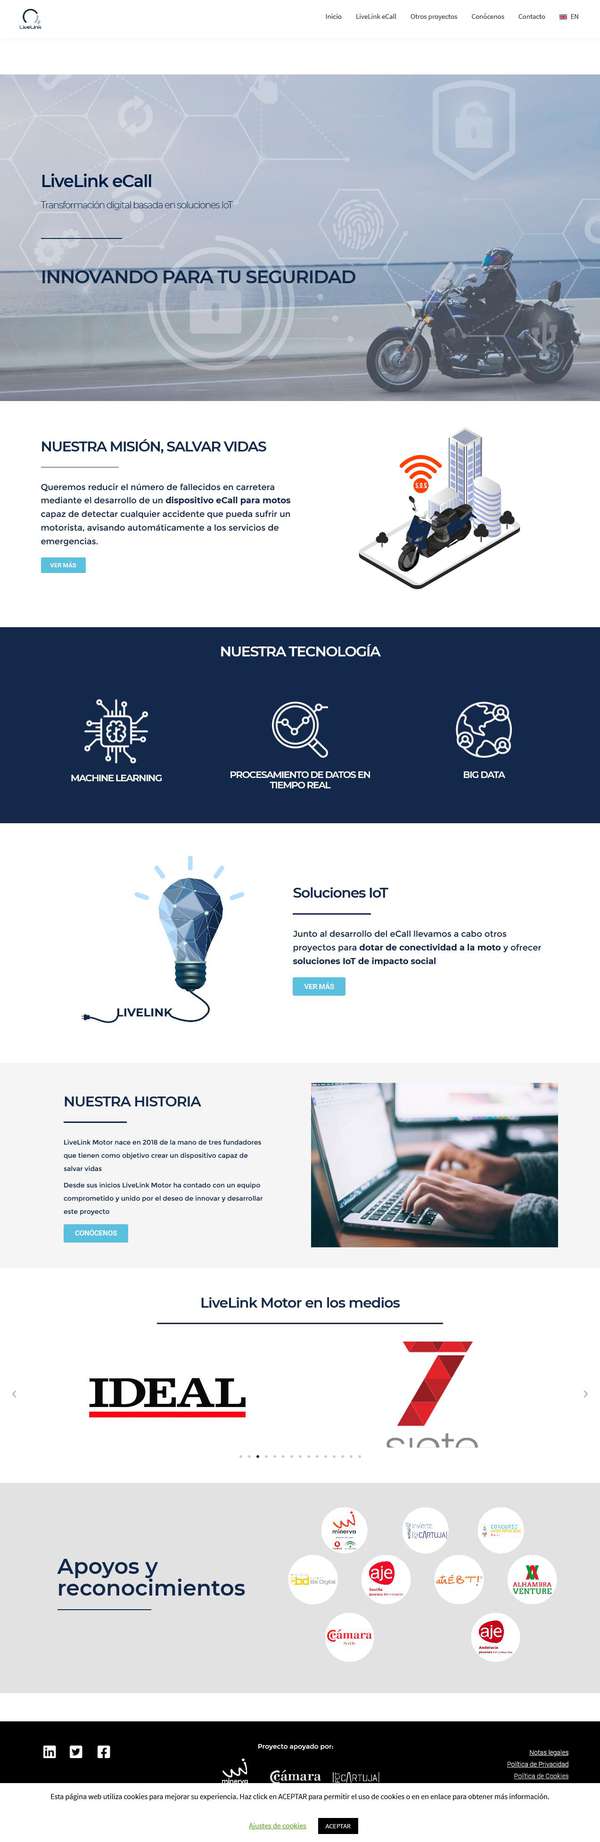 LiveLink
Inicio
LiveLink eCall
Otros proyectos
Conócenos
Contacto
EN
LiveLink eCall
Transformación digital basada en soluciones IoT
INNOVANDO PARA TU SEGURIDAD
NUESTRA MISIÓN, SALVAR VIDAS
Queremos reducir el número de fallecidos en carretera
mediante el desarrollo de un dispositivo eCall para motos
capaz de detectar cualquier accidente que pueda sufrir un
motorista, avisando automáticamente a los servicios de
emergencias.
VER MÁS
S.O.S
NUESTRA TECNOLOGÍA
MACHINE LEARNING
PROCESAMIENTO DE DATOS EN
TIEMPO REAL
BIG DATA
LIVELINK
Soluciones IoT
Junto al desarrollo del eCall llevamos a cabo otros
proyectos para dotar de conectividad a la moto y ofrecer
soluciones IoT de impacto social
VER MÁS
NUESTRA HISTORIA
LiveLink Motor nace en 2018 de la mano de tres fundadores
que tienen como objetivo crear un dispositivo capaz de
salvar vidas
Desde sus inicios LiveLink Motor ha contado con un equipo
comprometido y unido por el deseo de innovar y desarrollar
este proyecto
CONÓCENOS
LiveLink Motor en los medios
IDEAL
7
siete
Apoyos y
reconocimientos
minerva
aje
Sevilla
ALHAMBRA
VENTURE
Cámara
Sevilla
aje
Andalucía
Proyecto apoyado por:
minerva
Cámara
CARTUJA
Notas legales
Política de Privacidad
Política de Cookies
Esta página web utiliza cookies para mejorar su experiencia. Haz click en ACEPTAR para permitir el uso de cookies o en en enlace para obtener más información.
Ajustes de cookies
ACEPTAR